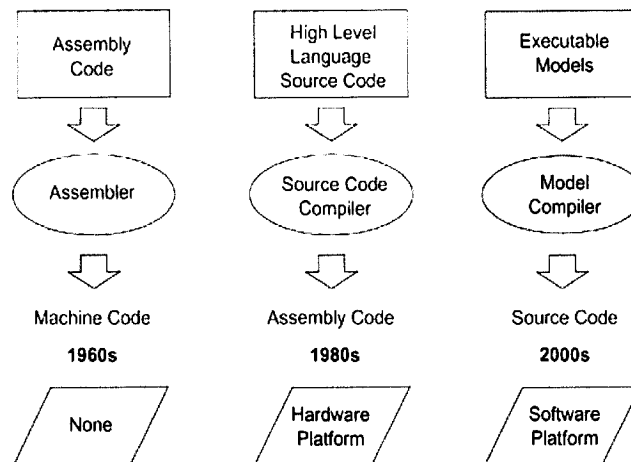 Assembly
Code
High Level
Language
Source Code
Executable
Models
Assembler
Source Code
Compiler
Model
Compiler
Machine Code
Assembly Code
Source Code
1960s
1980s
2000s
None
Hardware
Platform
Software
Platform